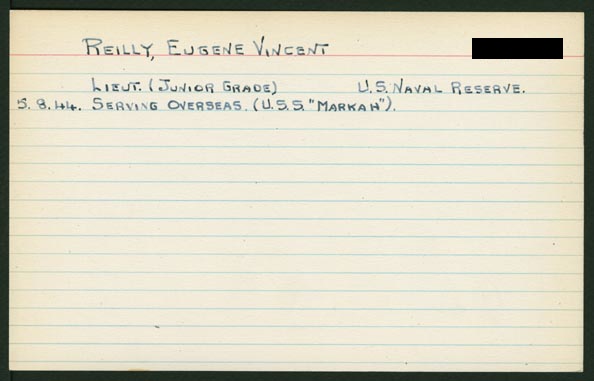 REILLY, EUGENE VINCENT
LIEUT. (JUNIOR GRADE) U.S. NAVAL RESERVE.
5.8.44. SERVING OVERSEAS. (U.S.S. "MARKAH").